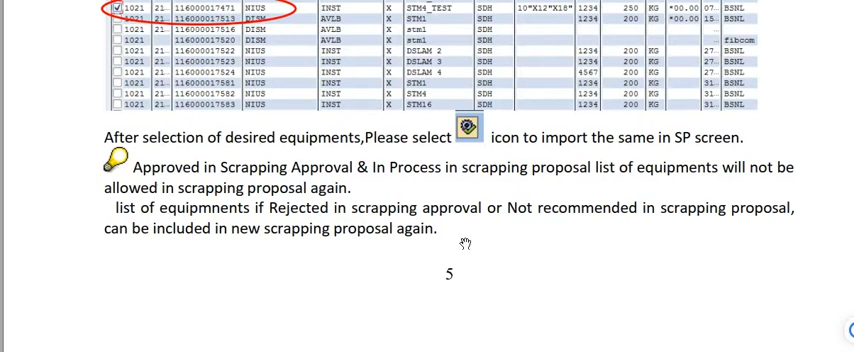 1021 21.. 116000017471 NIUS INST X STM4_TEST SDH 10"X12"X18" 1234 250 KG *00.00 07.. BSNL
1021 21.. 116000017513 DISM AVLB X STM1 SDH 1234 200 KG *00.00 15.. BSNL
1021 116000017516 DISM AVLB X stm1 SDH
1021 116000017520 DISM AVLB X stm1 SDH fibcom
1021 21.. 116000017522 NIUS INST X DSLAM 2 SDH 1234 200 KG 27.. BSNL
1021 21.. 116000017523 NIUS INST X DSLAM 3 SDH 1234 200 KG 27.. BSNL
1021 21.. 116000017524 NIUS INST X DSLAM 4 SDH 4567 200 KG 27.. BSNL
1021 21.. 116000017581 NIUS INST X STM1 SDH 1234 200 KG 31.. BSNL
1021 21.. 116000017582 NIUS INST X STM4 SDH 1234 200 KG 31.. BSNL
1021 21.. 116000017583 NIUS INST X STM16 SDH 1234 200 KG 31.. BSNL
After selection of desired equipments,Please select icon to import the same in SP screen.
Approved in Scrapping Approval & In Process in scrapping proposal list of equipments will not be
allowed in scrapping proposal again.
list of equipmnents if Rejected in scrapping approval or Not recommended in scrapping proposal,
can be included in new scrapping proposal again.
5